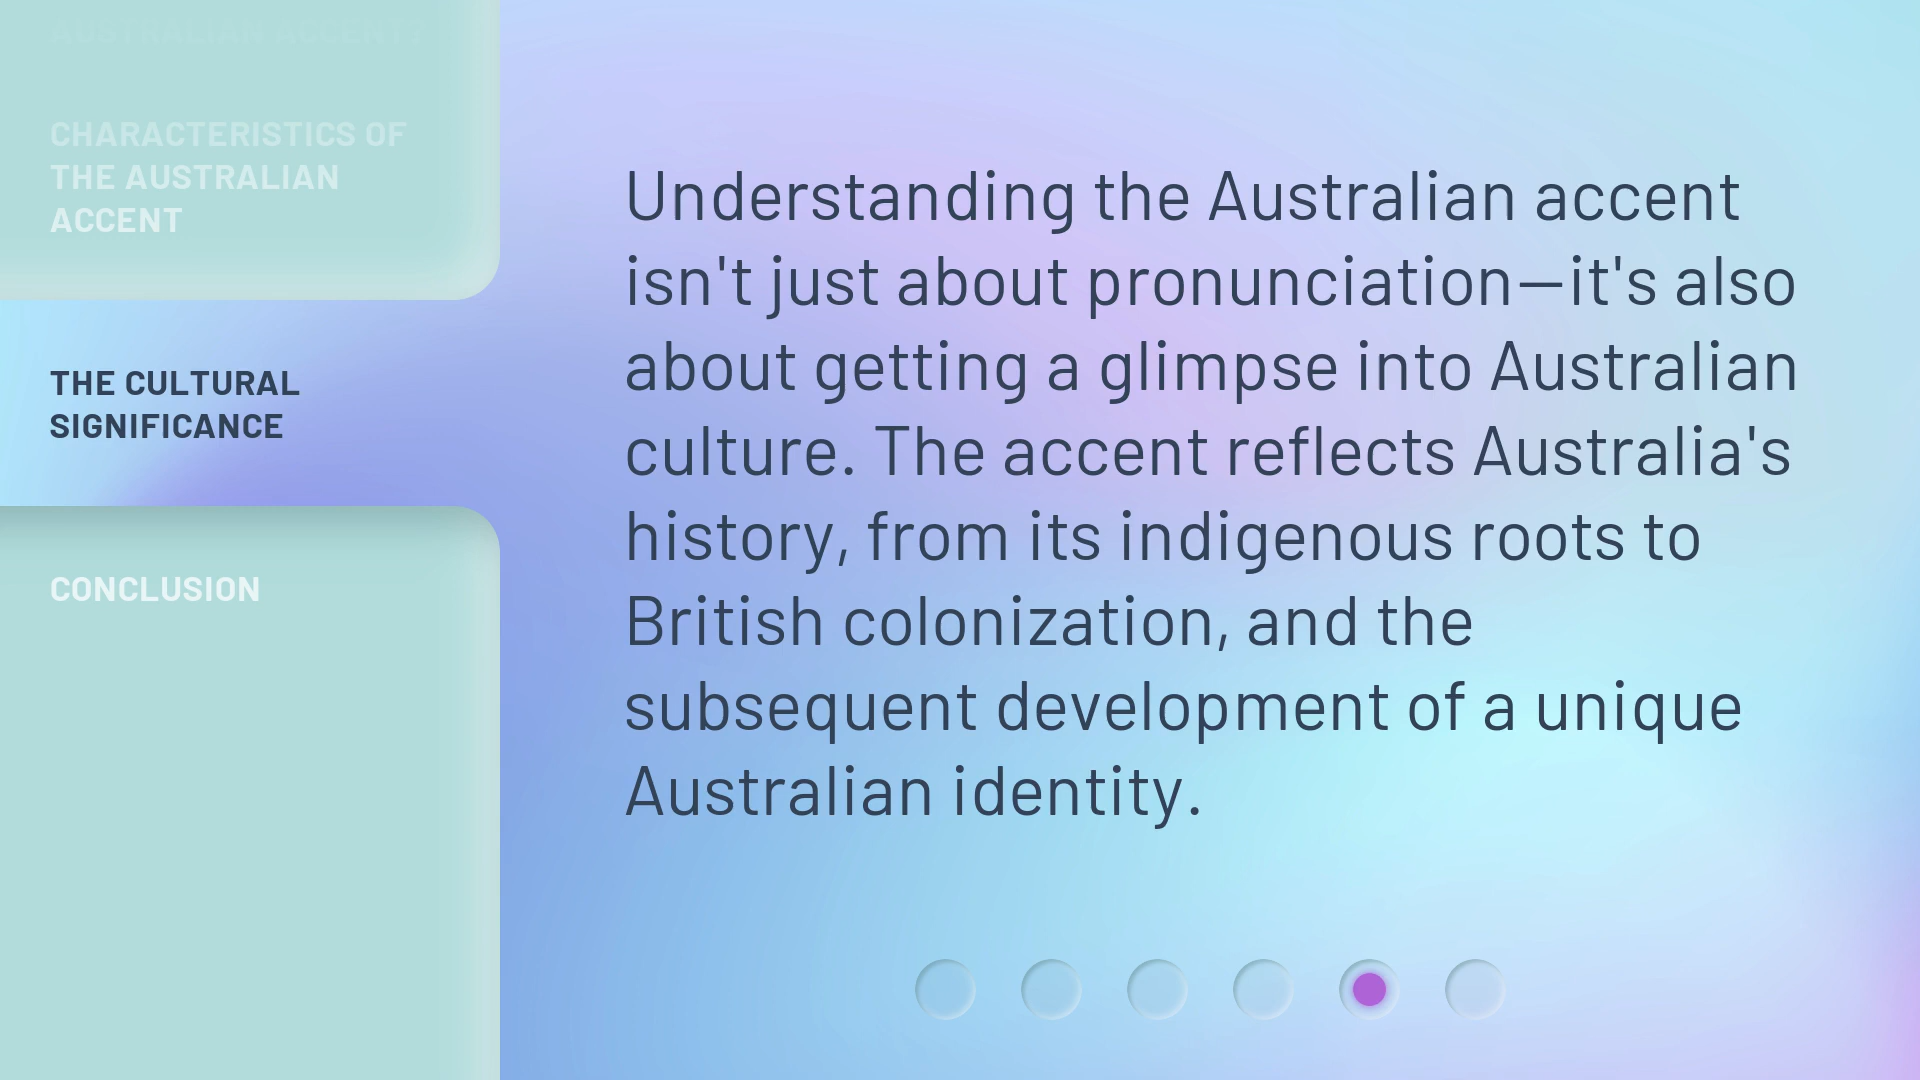 AUSTRALIAN ACCENT?
CHARACTERISTICS OF
THE AUSTRALIAN
ACCENT
THE CULTURAL
SIGNIFICANCE
CONCLUSION
Understanding the Australian accent
isn't just about pronunciation—it's also
about getting a glimpse into Australian
culture. The accent reflects Australia's
history, from its indigenous roots to
British colonization, and the
subsequent development of a unique
Australian identity.